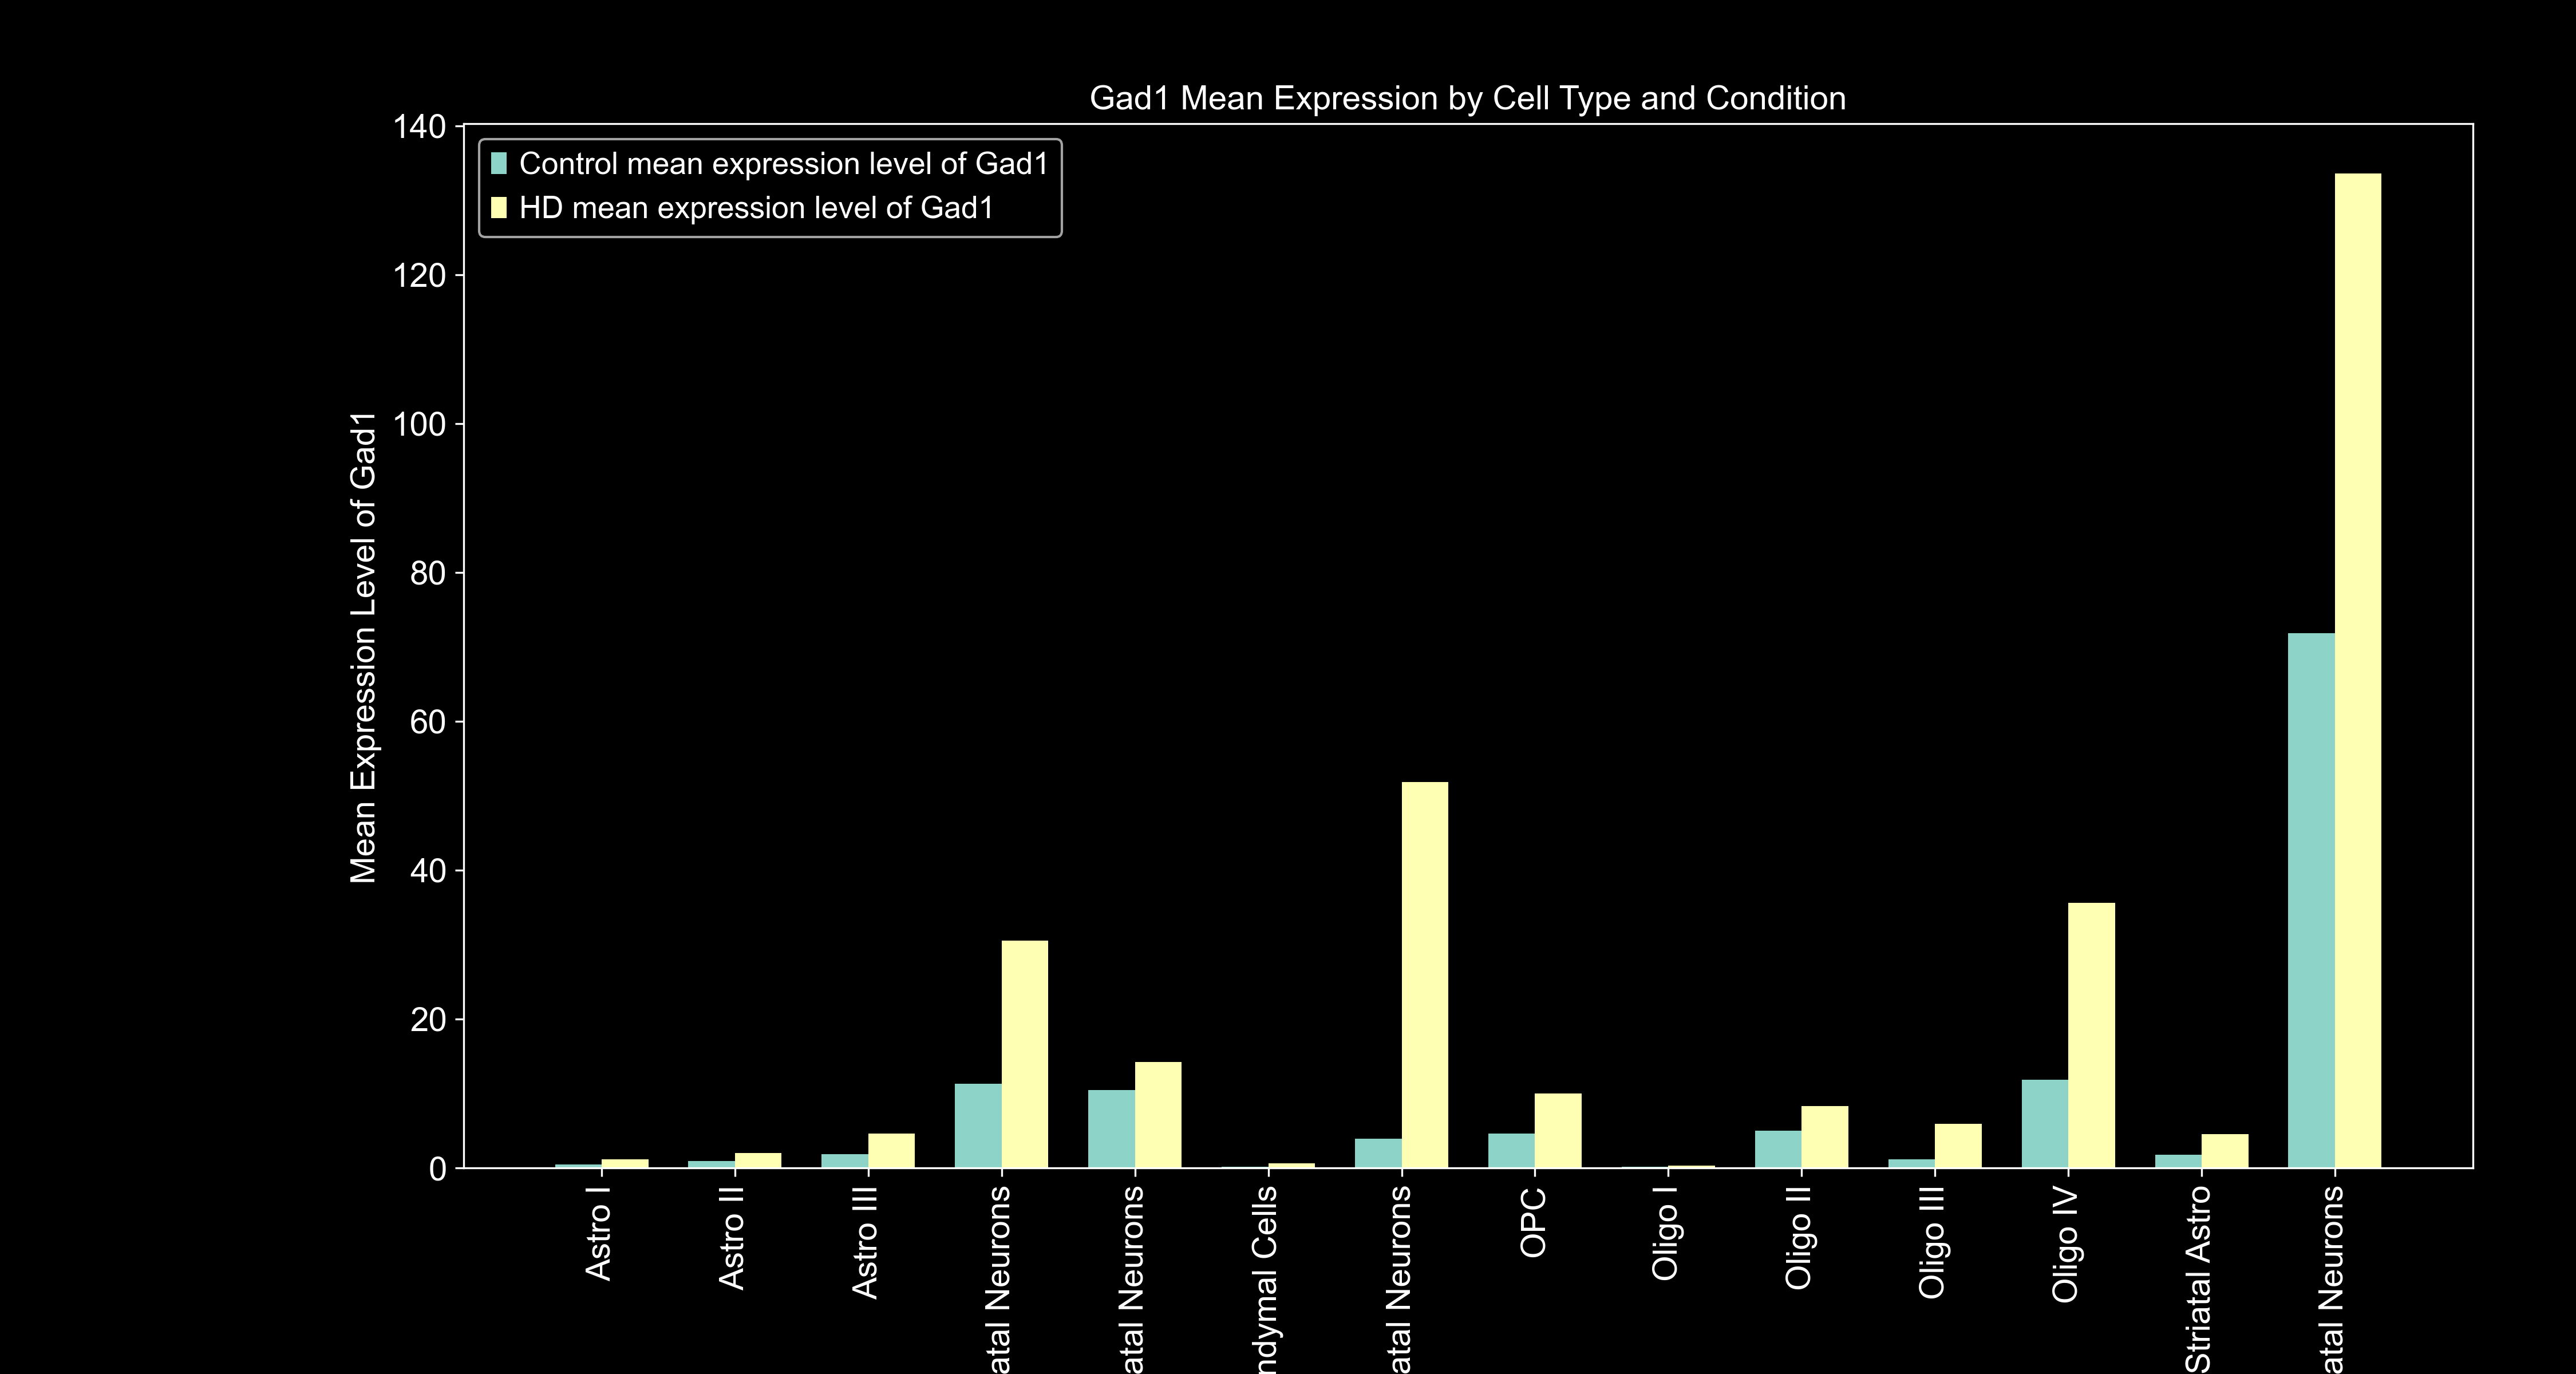 Gad1 Mean Expression by Cell Type and Condition
Control mean expression level of Gad1
HD mean expression level of Gad1
Mean Expression Level of Gad1
140
120
100
80
60
40
20
0
Astro I
Astro II
Astro III
atal Neurons
atal Neurons
ndymal Cells
atal Neurons
OPC
Oligo I
Oligo II
Oligo III
Oligo IV
Striatal Astro
atal Neurons